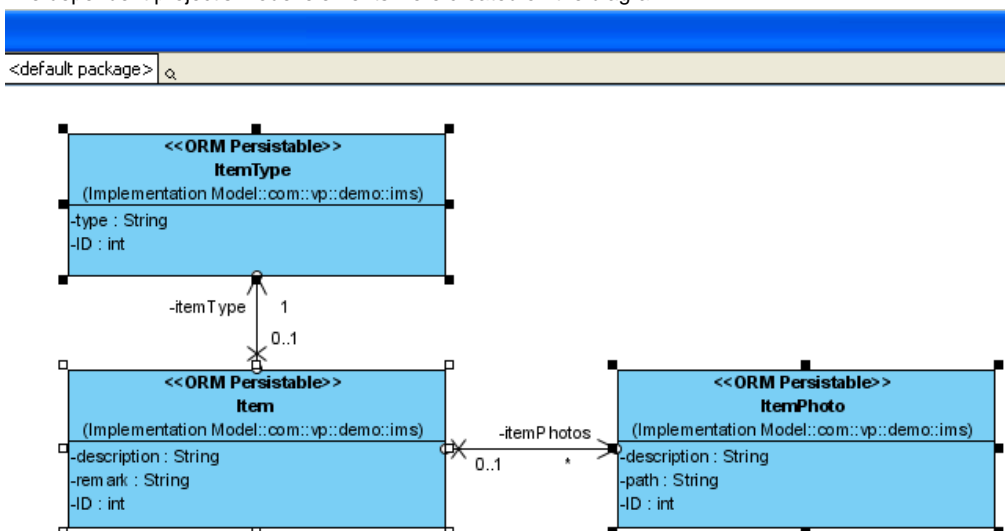 <default package>
<<ORM Persistable>>
ItemType
(Implementation Model::com::vp::demo::ims)
-type : String
-ID : int
-itemType
1
0..1
<<ORM Persistable>>
Item
(Implementation Model::com::vp::demo::ims)
-description : String
-remark : String
-ID : int
-itemPhotos
0..1
*
<<ORM Persistable>>
ItemPhoto
(Implementation Model::com::vp::demo::ims)
-description : String
-path : String
-ID : int